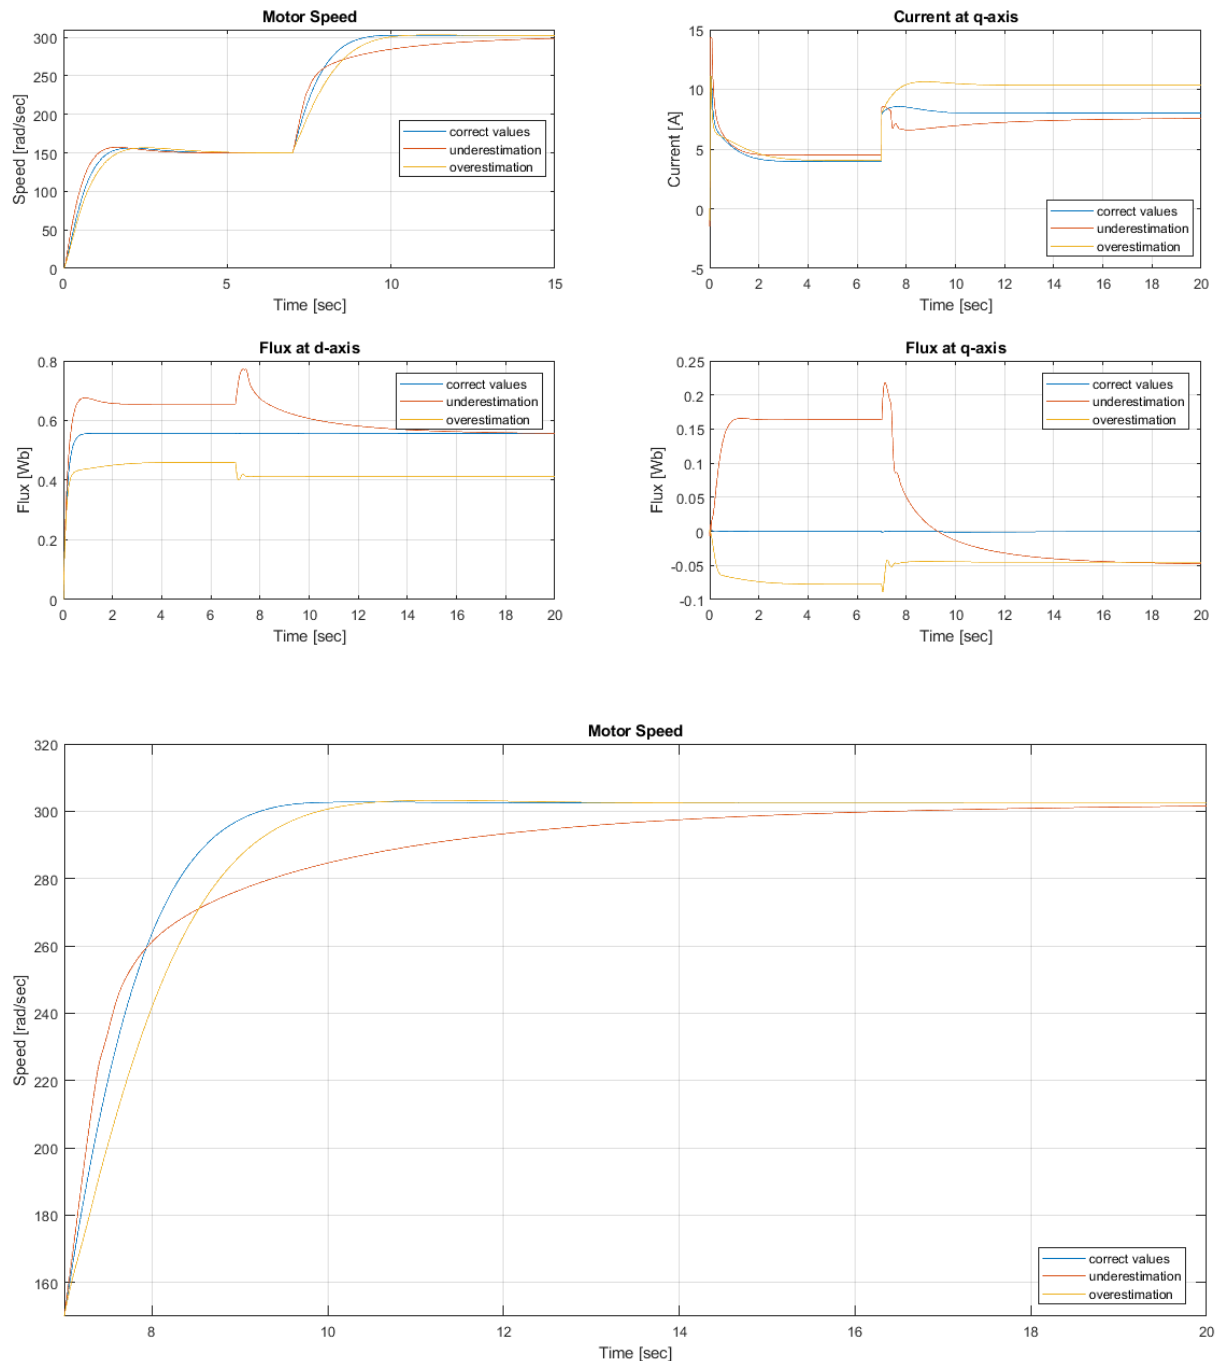 Motor Speed
Speed [rad/sec]
300
250
200
150
100
50
0
0 5 10 15
Time [sec]
correct values
underestimation
overestimation
Current at q-axis
Current [A]
15
10
5
0
-5
0 2 4 6 8 10 12 14 16 18 20
Time [sec]
correct values
underestimation
overestimation
Flux at d-axis
Flux [Wb]
0.8
0.6
0.4
0.2
0
0 2 4 6 8 10 12 14 16 18 20
Time [sec]
correct values
underestimation
overestimation
Flux at q-axis
Flux [Wb]
0.25
0.2
0.15
0.1
0.05
0
-0.05
-0.1
0 2 4 6 8 10 12 14 16 18 20
Time [sec]
correct values
underestimation
overestimation
Motor Speed
Speed [rad/sec]
320
300
280
260
240
220
200
180
160
8 10 12 14 16 18 20
Time [sec]
correct values
underestimation
overestimation